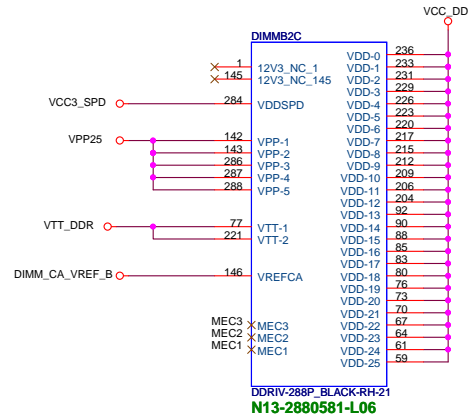 VCC_DD
DIMMB2C
1 12V3_NC_1
145 12V3_NC_145
VCC3_SPD 284 VDDSPD
VPP25 142 VPP-1
143 VPP-2
286 VPP-3
287 VPP-4
288 VPP-5
VTT_DDR 77 VTT-1
221 VTT-2
DIMM_CA_VREF_B 146 VREFCA
MEC3 MEC3
MEC2 MEC2
MEC1 MEC1
VDD-0 236
VDD-1 233
VDD-2 231
VDD-3 229
VDD-4 226
VDD-5 223
VDD-6 220
VDD-7 217
VDD-8 215
VDD-9 212
VDD-10 209
VDD-11 206
VDD-12 204
VDD-13 92
VDD-14 90
VDD-15 88
VDD-16 85
VDD-17 83
VDD-18 80
VDD-19 76
VDD-20 73
VDD-21 70
VDD-22 67
VDD-23 64
VDD-24 61
VDD-25 59
DDRIV-288P_BLACK-RH-21
N13-2880581-L06